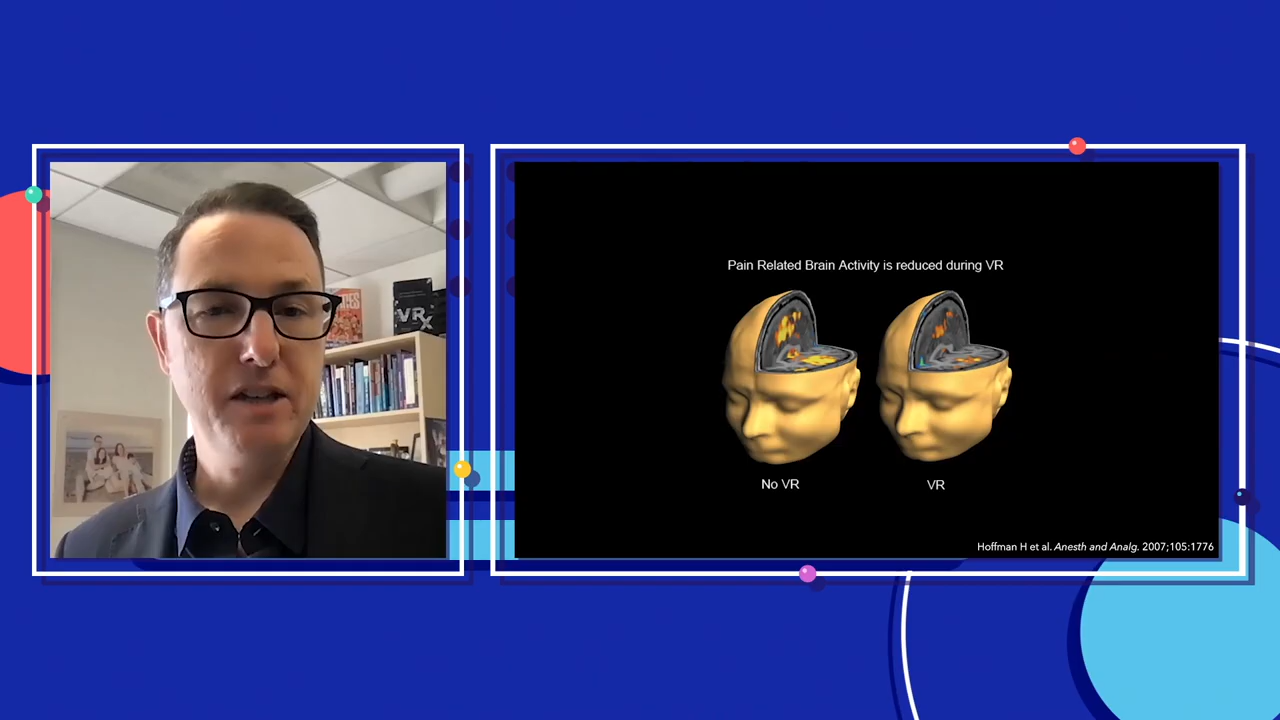 VRx
Pain Related Brain Activity is reduced during VR
No VR
VR
Hoffman H et al. Anesth and Analg. 2007;105:1776